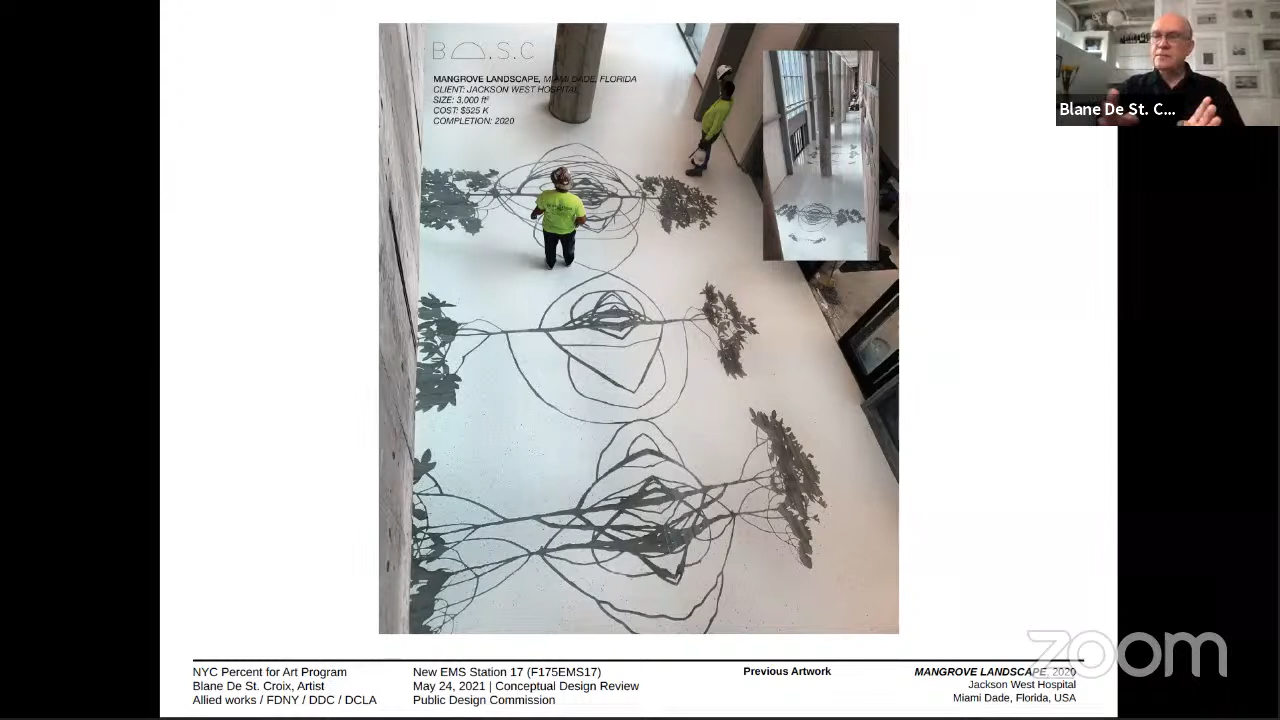 B .S.C
MANGROVE LANDSCAPE, MIAMI DADE, FLORIDA
CLIENT: JACKSON WEST HOSPITAL
SIZE: 3,000 ft²
COST: $525 K
COMPLETION: 2020
Blane De St. C...
NYC Percent for Art Program
Blane De St. Croix, Artist
Allied works / FDNY / DDC / DCLA
New EMS Station 17 (F175EMS17)
May 24, 2021 | Conceptual Design Review
Public Design Commission
Previous Artwork
MANGROVE LANDSCAPE, 2020
Jackson West Hospital
Miami Dade, Florida, USA
zoom